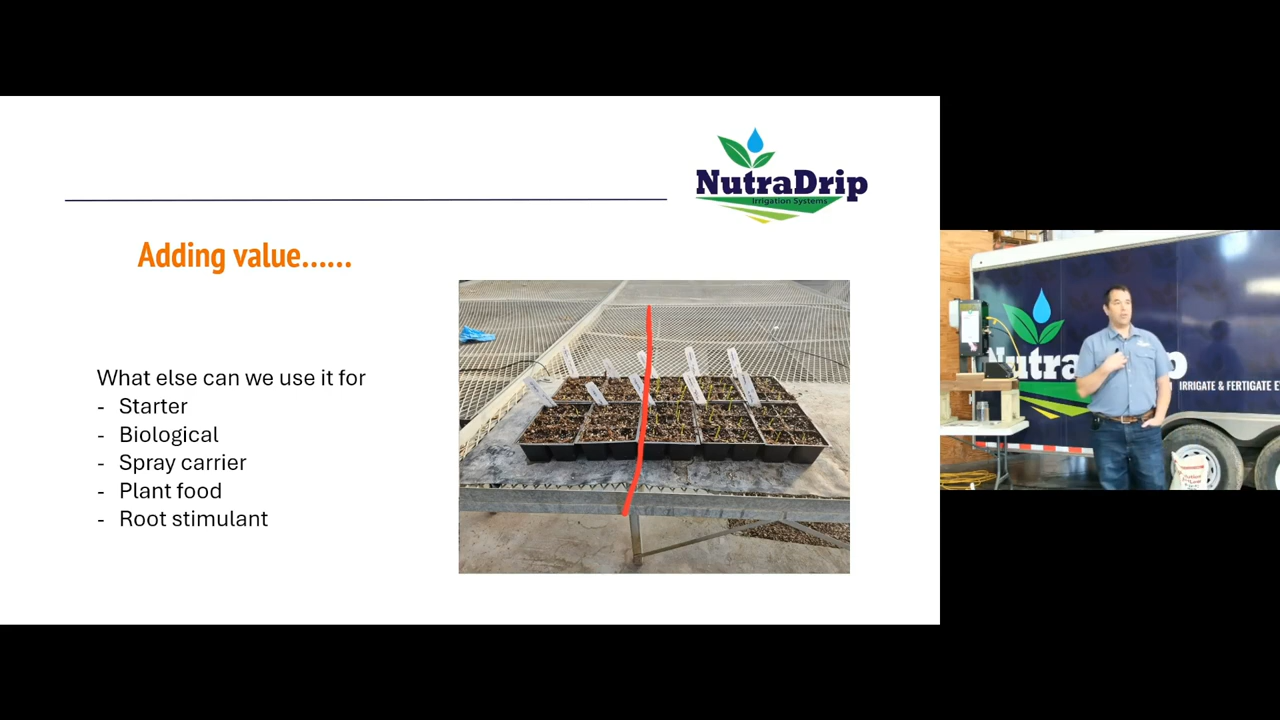 NutraDrip
Irrigation Systems
Adding value......
What else can we use it for
- Starter
- Biological
- Spray carrier
- Plant food
- Root stimulant
IRRIGATE & FERTIGATE E